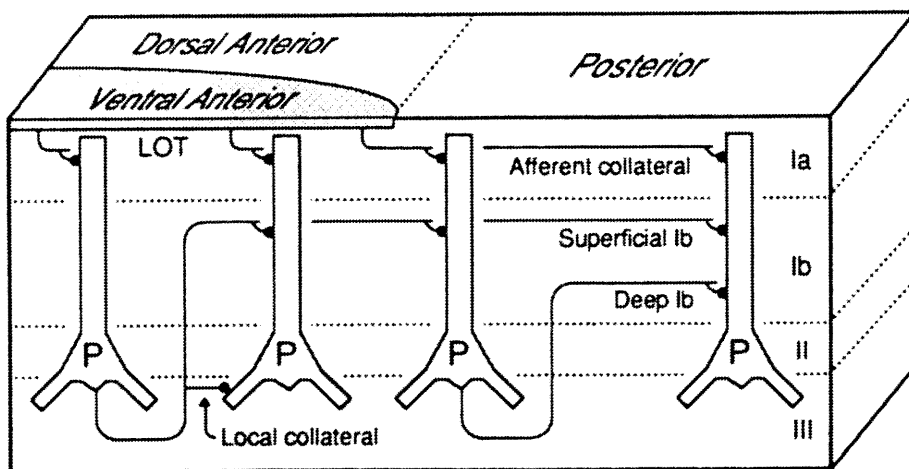 Dorsal Anterior
Posterior
Ventral Anterior
LOT
Afferent collateral
Ia
Superficial Ib
Ib
Deep Ib
P
P
P
P
II
Local collateral
III